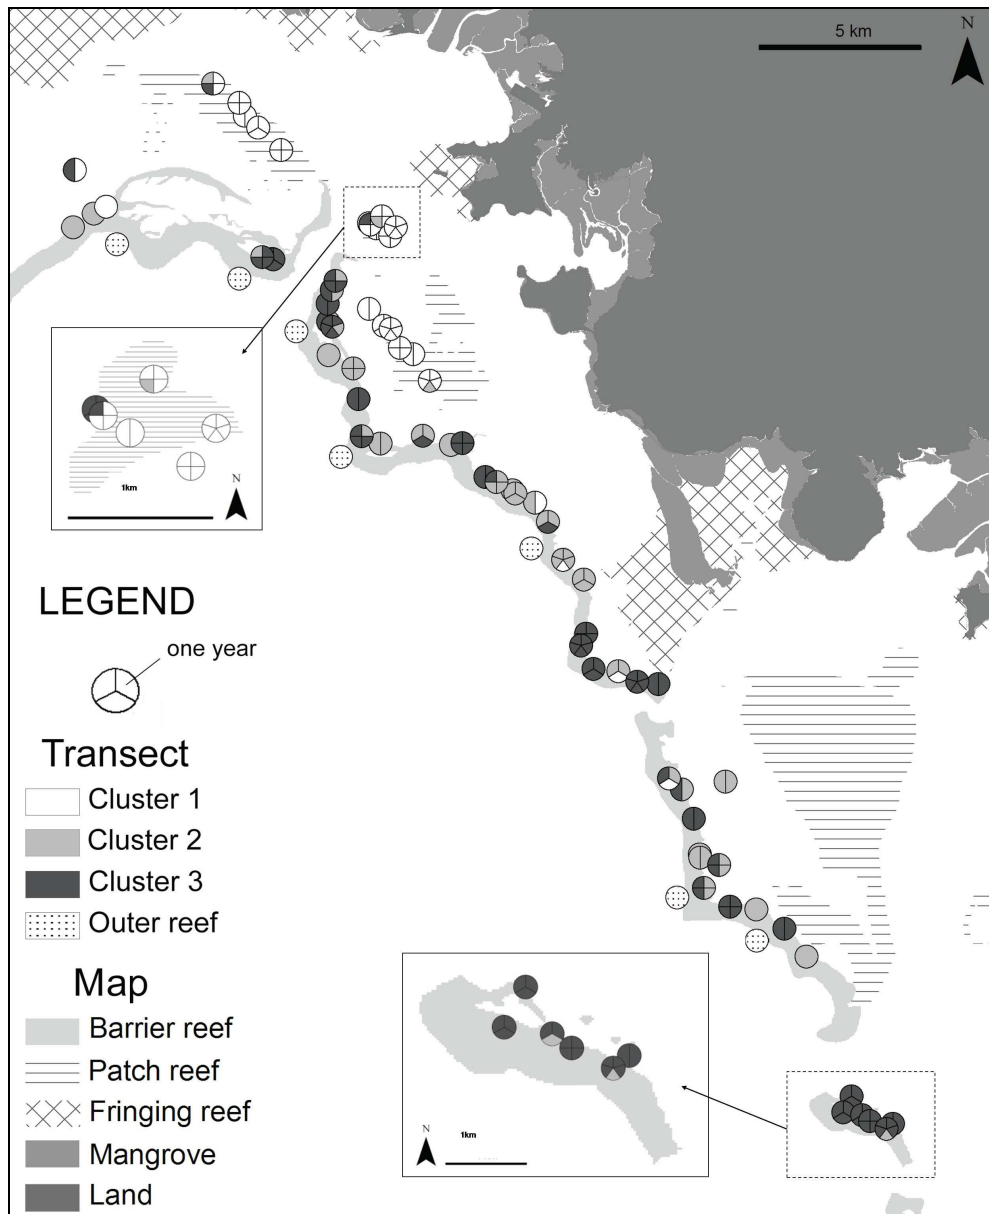 5 km
N
1km
N
LEGEND
one year
Transect
Cluster 1
Cluster 2
Cluster 3
Outer reef
Map
Barrier reef
Patch reef
Fringing reef
Mangrove
Land
N
1km